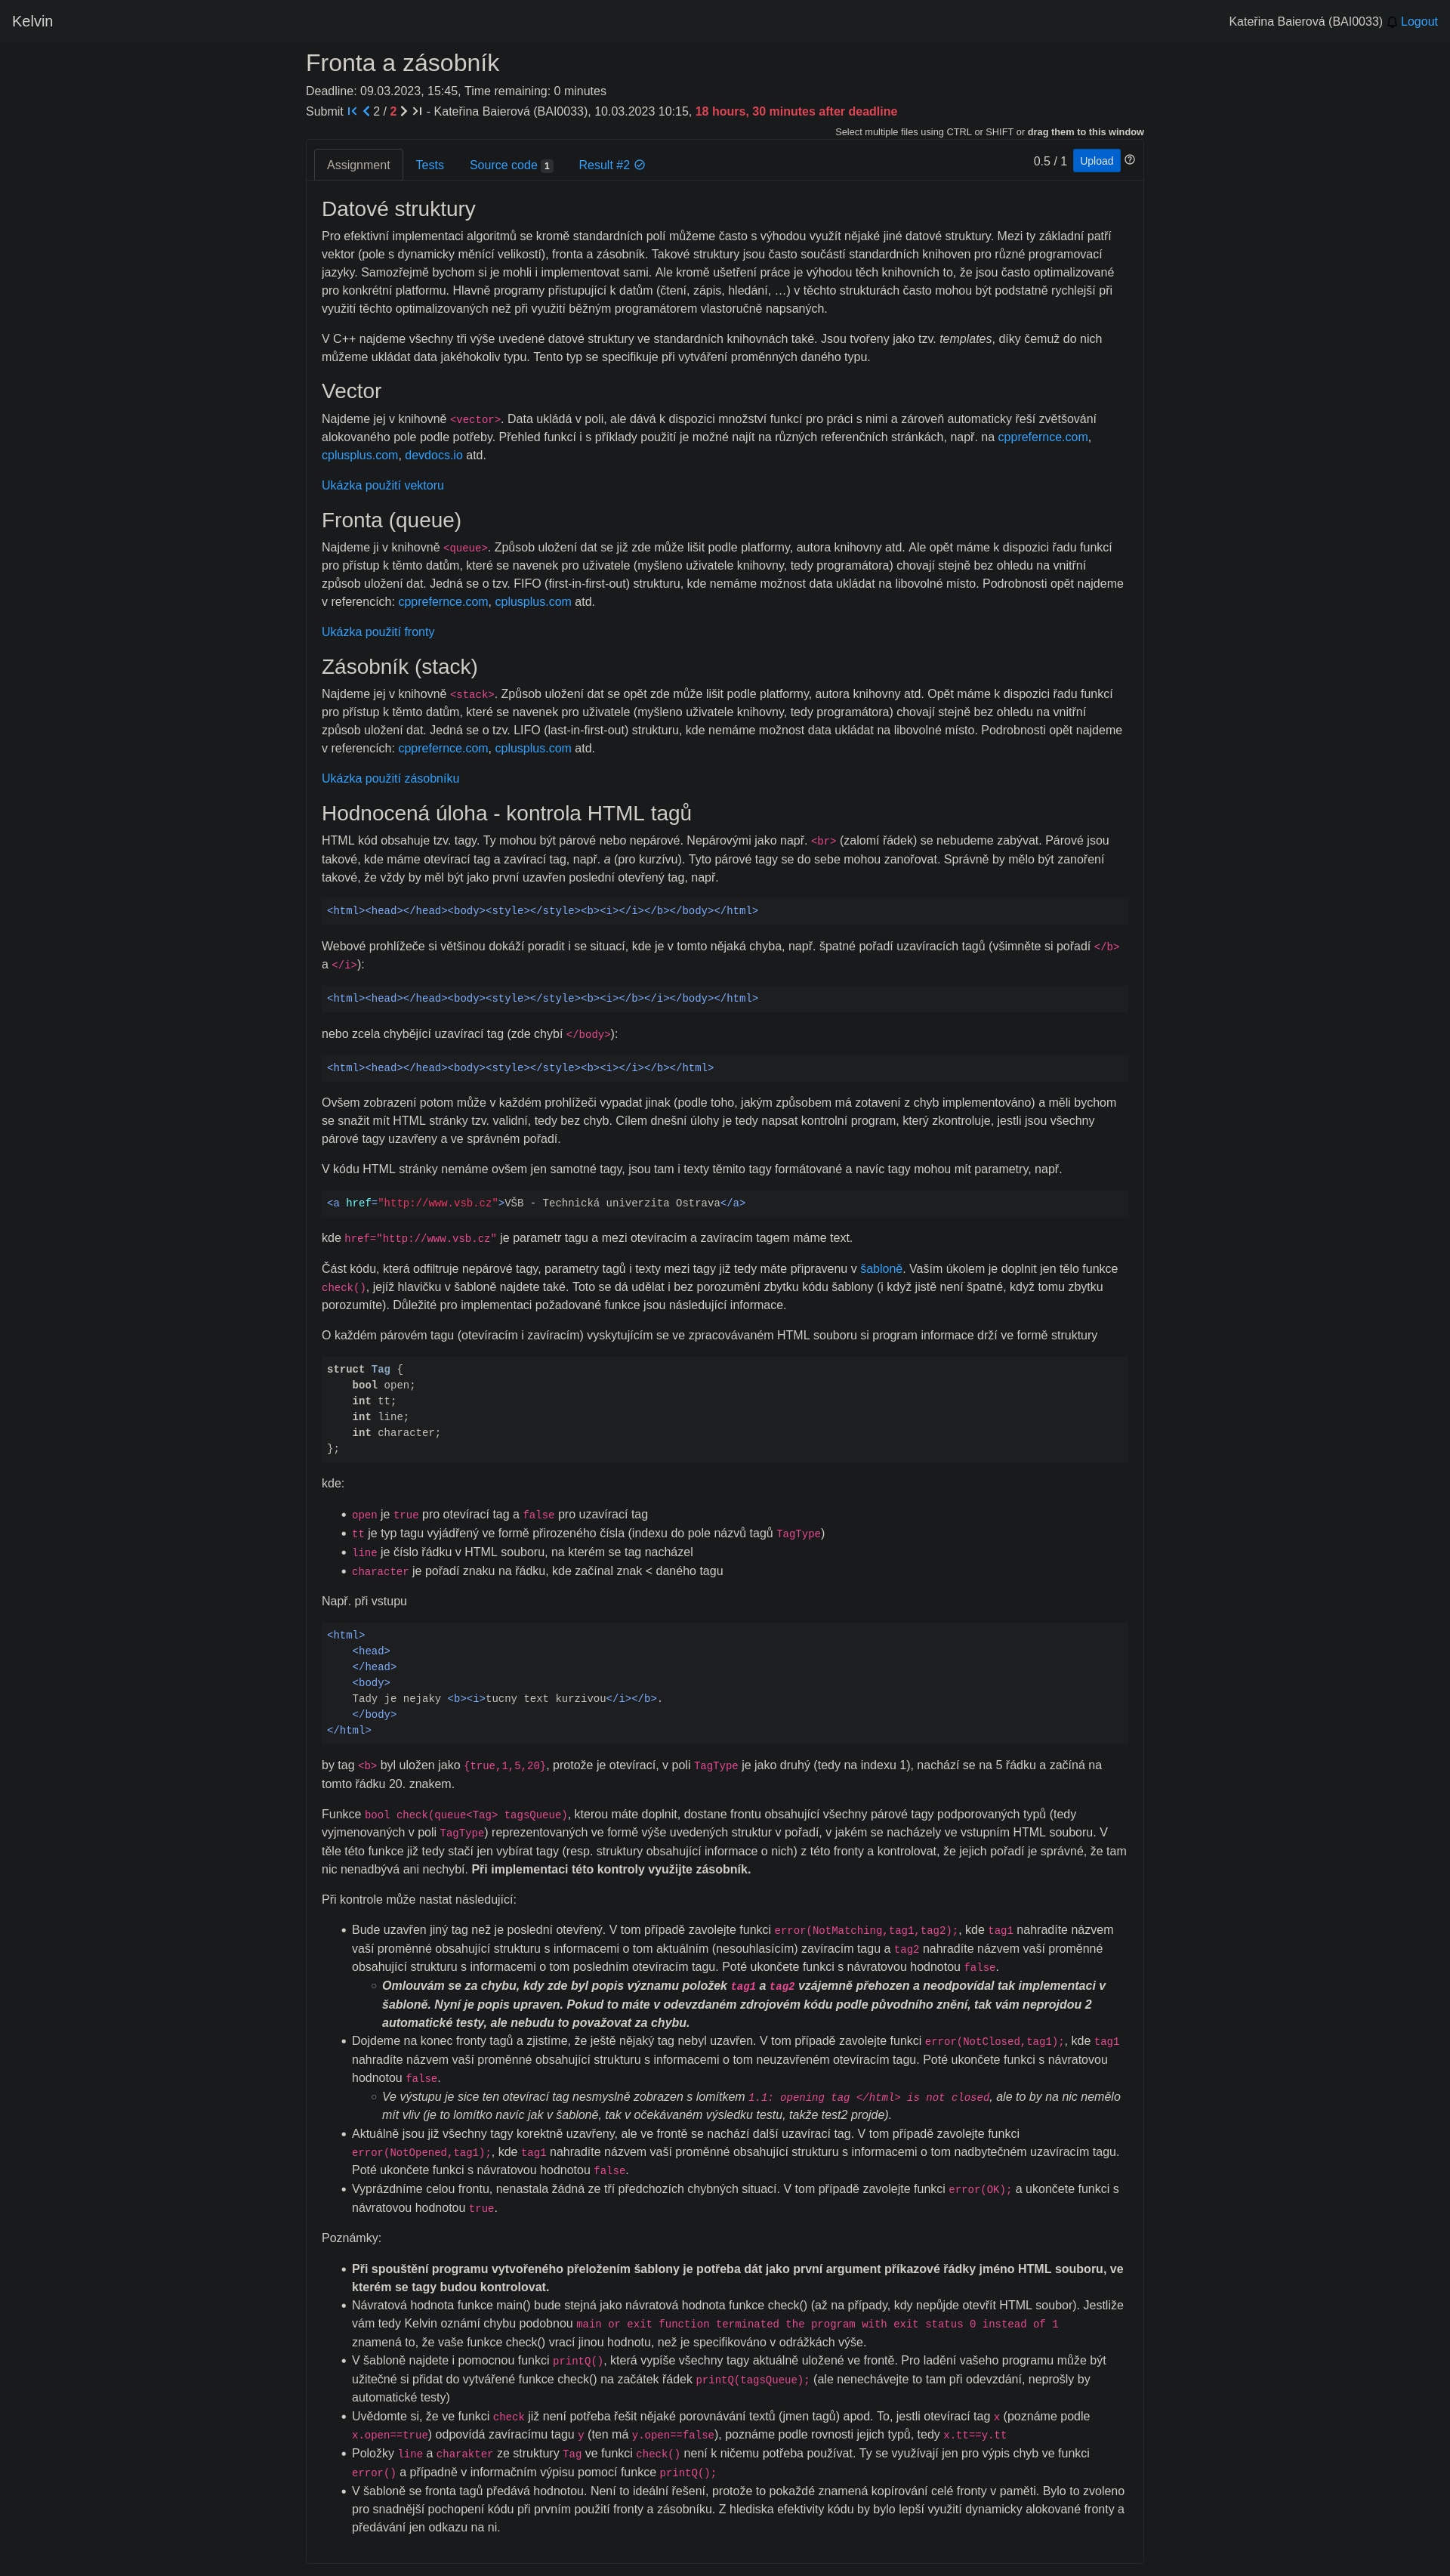 Kelvin
Kateřina Baierová (BAI0033) Logout
Fronta a zásobník
Deadline: 09.03.2023, 15:45, Time remaining: 0 minutes
Submit 2 / 2 - Kateřina Baierová (BAI0033), 10.03.2023 10:15, 18 hours, 30 minutes after deadline
Select multiple files using CTRL or SHIFT or drag them to this window
Assignment Tests Source code 1 Result #2 0.5 / 1 Upload
Datové struktury
Pro efektivní implementaci algoritmů se kromě standardních polí můžeme často s výhodou využít nějaké jiné datové struktury. Mezi ty základní patří
vektor (pole s dynamicky měnící velikostí), fronta a zásobník. Takové struktury jsou často součástí standardních knihoven pro různé programovací
jazyky. Samozřejmě bychom si je mohli i implementovat sami. Ale kromě ušetření práce je výhodou těch knihovních to, že jsou často optimalizované
pro konkrétní platformu. Hlavně programy přistupující k datům (čtení, zápis, hledání, …) v těchto strukturách často mohou být podstatně rychlejší při
využití těchto optimalizovaných než při využití běžným programátorem vlastoručně napsaných.
V C++ najdeme všechny tři výše uvedené datové struktury ve standardních knihovnách také. Jsou tvořeny jako tzv. templates, díky čemuž do nich
můžeme ukládat data jakéhokoliv typu. Tento typ se specifikuje při vytváření proměnných daného typu.
Vector
Najdeme jej v knihovně <vector>. Data ukládá v poli, ale dává k dispozici množství funkcí pro práci s nimi a zároveň automaticky řeší zvětšování
alokovaného pole podle potřeby. Přehled funkcí i s příklady použití je možné najít na různých referenčních stránkách, např. na cpprefernce.com,
cplusplus.com, devdocs.io atd.
Ukázka použití vektoru
Fronta (queue)
Najdeme ji v knihovně <queue>. Způsob uložení dat se již zde může lišit podle platformy, autora knihovny atd. Ale opět máme k dispozici řadu funkcí
pro přístup k těmto datům, které se navenek pro uživatele (myšleno uživatele knihovny, tedy programátora) chovají stejně bez ohledu na vnitřní
způsob uložení dat. Jedná se o tzv. FIFO (first-in-first-out) strukturu, kde nemáme možnost data ukládat na libovolné místo. Podrobnosti opět najdeme
v referencích: cpprefernce.com, cplusplus.com atd.
Ukázka použití fronty
Zásobník (stack)
Najdeme jej v knihovně <stack>. Způsob uložení dat se opět zde může lišit podle platformy, autora knihovny atd. Opět máme k dispozici řadu funkcí
pro přístup k těmto datům, které se navenek pro uživatele (myšleno uživatele knihovny, tedy programátora) chovají stejně bez ohledu na vnitřní
způsob uložení dat. Jedná se o tzv. LIFO (last-in-first-out) strukturu, kde nemáme možnost data ukládat na libovolné místo. Podrobnosti opět najdeme
v referencích: cpprefernce.com, cplusplus.com atd.
Ukázka použití zásobníku
Hodnocená úloha - kontrola HTML tagů
HTML kód obsahuje tzv. tagy. Ty mohou být párové nebo nepárové. Nepárovými jako např. <br> (zalomí řádek) se nebudeme zabývat. Párové jsou
takové, kde máme otevírací tag a zavírací tag, např. a (pro kurzívu). Tyto párové tagy se do sebe mohou zanořovat. Správně by mělo být zanoření
takové, že vždy by měl být jako první uzavřen poslední otevřený tag, např.
<html><head></head><body><style></style><b><i></i></b></body></html>
Webové prohlížeče si většinou dokáží poradit i se situací, kde je v tomto nějaká chyba, např. špatné pořadí uzavíracích tagů (všimněte si pořadí </b>
a </i>):
<html><head></head><body><style></style><b><i></b></i></body></html>
nebo zcela chybějící uzavírací tag (zde chybí </body>):
<html><head></head><body><style></style><b><i></i></b></html>
Ovšem zobrazení potom může v každém prohlížeči vypadat jinak (podle toho, jakým způsobem má zotavení z chyb implementováno) a měli bychom
se snažit mít HTML stránky tzv. validní, tedy bez chyb. Cílem dnešní úlohy je tedy napsat kontrolní program, který zkontroluje, jestli jsou všechny
párové tagy uzavřeny a ve správném pořadí.
V kódu HTML stránky nemáme ovšem jen samotné tagy, jsou tam i texty těmito tagy formátované a navíc tagy mohou mít parametry, např.
<a href="http://www.vsb.cz">VŠB - Technická univerzita Ostrava</a>
kde href="http://www.vsb.cz" je parametr tagu a mezi otevíracím a zavíracím tagem máme text.
Část kódu, která odfiltruje nepárové tagy, parametry tagů i texty mezi tagy již tedy máte připravenu v šabloně. Vaším úkolem je doplnit jen tělo funkce
check(), jejíž hlavičku v šabloně najdete také. Toto se dá udělat i bez porozumění zbytku kódu šablony (i když jistě není špatné, když tomu zbytku
porozumíte). Důležité pro implementaci požadované funkce jsou následující informace.
O každém párovém tagu (otevíracím i zavíracím) vyskytujícím se ve zpracovávaném HTML souboru si program informace drží ve formě struktury
struct Tag {
bool open;
int tt;
int line;
int character;
};
kde:
• open je true pro otevírací tag a false pro uzavírací tag
• tt je typ tagu vyjádřený ve formě přirozeného čísla (indexu do pole názvů tagů TagType)
• line je číslo řádku v HTML souboru, na kterém se tag nacházel
• character je pořadí znaku na řádku, kde začínal znak < daného tagu
Např. při vstupu
<html>
<head>
</head>
<body>
Tady je nejaky <b><i>tucny text kurzivou</i></b>.
</body>
</html>
by tag <b> byl uložen jako {true,1,5,20}, protože je otevírací, v poli TagType je jako druhý (tedy na indexu 1), nachází se na 5 řádku a začíná na
tomto řádku 20. znakem.
Funkce bool check(queue<Tag> tagsQueue), kterou máte doplnit, dostane frontu obsahující všechny párové tagy podporovaných typů (tedy
vyjmenovaných v poli TagType) reprezentovaných ve formě výše uvedených struktur v pořadí, v jakém se nacházely ve vstupním HTML souboru. V
těle této funkce již tedy stačí jen vybírat tagy (resp. struktury obsahující informace o nich) z této fronty a kontrolovat, že jejich pořadí je správné, že tam
nic nenadbývá ani nechybí. Při implementaci této kontroly využijte zásobník.
Při kontrole může nastat následující:
• Bude uzavřen jiný tag než je poslední otevřený. V tom případě zavolejte funkci error(NotMatching,tag1,tag2);, kde tag1 nahradíte názvem
vaší proměnné obsahující strukturu s informacemi o tom aktuálním (nesouhlasícím) zavíracím tagu a tag2 nahradíte názvem vaší proměnné
obsahující strukturu s informacemi o tom posledním otevíracím tagu. Poté ukončete funkci s návratovou hodnotou false.
◦ Omlouvám se za chybu, kdy zde byl popis významu položek tag1 a tag2 vzájemně přehozen a neodpovídal tak implementaci v
šabloně. Nyní je popis upraven. Pokud to máte v odevzdaném zdrojovém kódu podle původního znění, tak vám neprojdou 2
automatické testy, ale nebudu to považovat za chybu.
• Dojdeme na konec fronty tagů a zjistíme, že ještě nějaký tag nebyl uzavřen. V tom případě zavolejte funkci error(NotClosed,tag1);, kde tag1
nahradíte názvem vaší proměnné obsahující strukturu s informacemi o tom neuzavřeném otevíracím tagu. Poté ukončete funkci s návratovou
hodnotou false.
◦ Ve výstupu je sice ten otevírací tag nesmyslně zobrazen s lomítkem 1.1: opening tag </html> is not closed, ale to by na nic nemělo
mít vliv (je to lomítko navíc jak v šabloně, tak v očekávaném výsledku testu, takže test2 projde).
• Aktuálně jsou již všechny tagy korektně uzavřeny, ale ve frontě se nachází další uzavírací tag. V tom případě zavolejte funkci
error(NotOpened,tag1);, kde tag1 nahradíte názvem vaší proměnné obsahující strukturu s informacemi o tom nadbytečném uzavíracím tagu.
Poté ukončete funkci s návratovou hodnotou false.
• Vyprázdníme celou frontu, nenastala žádná ze tří předchozích chybných situací. V tom případě zavolejte funkci error(OK); a ukončete funkci s
návratovou hodnotou true.
Poznámky:
• Při spouštění programu vytvořeného přeložením šablony je potřeba dát jako první argument příkazové řádky jméno HTML souboru, ve
kterém se tagy budou kontrolovat.
• Návratová hodnota funkce main() bude stejná jako návratová hodnota funkce check() (až na případy, kdy nepůjde otevřít HTML soubor). Jestliže
vám tedy Kelvin oznámí chybu podobnou main or exit function terminated the program with exit status 0 instead of 1
znamená to, že vaše funkce check() vrací jinou hodnotu, než je specifikováno v odrážkách výše.
• V šabloně najdete i pomocnou funkci printQ(), která vypíše všechny tagy aktuálně uložené ve frontě. Pro ladění vašeho programu může být
užitečné si přidat do vytvářené funkce check() na začátek řádek printQ(tagsQueue); (ale nenechávejte to tam při odevzdání, neprošly by
automatické testy)
• Uvědomte si, že ve funkci check již není potřeba řešit nějaké porovnávání textů (jmen tagů) apod. To, jestli otevírací tag x (poznáme podle
x.open==true) odpovídá zavíracímu tagu y (ten má y.open==false), poznáme podle rovnosti jejich typů, tedy x.tt==y.tt
• Položky line a charakter ze struktury Tag ve funkci check() není k ničemu potřeba používat. Ty se využívají jen pro výpis chyb ve funkci
error() a případně v informačním výpisu pomocí funkce printQ();
• V šabloně se fronta tagů předává hodnotou. Není to ideální řešení, protože to pokaždé znamená kopírování celé fronty v paměti. Bylo to zvoleno
pro snadnější pochopení kódu při prvním použití fronty a zásobníku. Z hlediska efektivity kódu by bylo lepší využití dynamicky alokované fronty a
předávání jen odkazu na ni.